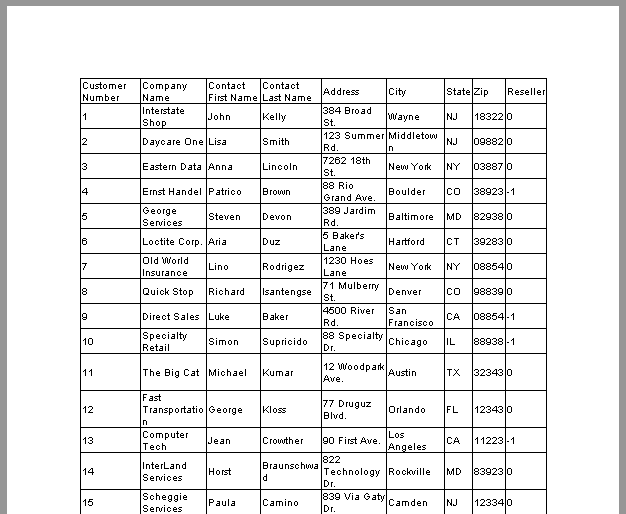 Customer Number Company Name Contact First Name Contact Last Name Address City State Zip Reseller
1 Interstate Shop John Kelly 384 Broad St. Wayne NJ 18322 0
2 Daycare One Lisa Smith 123 Summer Rd. Middletown NJ 09882 0
3 Eastern Data Anna Lincoln 7262 18th St. New York NY 03887 0
4 Ernst Handel Patrico Brown 88 Rio Grand Ave. Boulder CO 38923 -1
5 George Services Steven Devon 389 Jardim Rd. Baltimore MD 82938 0
6 Loctite Corp. Aria Duz 5 Baker's Lane Hartford CT 39283 0
7 Old World Insurance Lino Rodrigez 1230 Hoes Lane New York NY 08854 0
8 Quick Stop Richard Isantengse 71 Mulberry St. Denver CO 98839 0
9 Direct Sales Luke Baker 4500 River Rd. San Francisco CA 08854 -1
10 Specialty Retail Simon Supricido 88 Specialty Dr. Chicago IL 88938 -1
11 The Big Cat Michael Kumar 12 Woodpark Ave. Austin TX 32343 0
12 Fast Transportation George Kloss 77 Druguz Blvd. Orlando FL 12343 0
13 Computer Tech Jean Crowther 90 First Ave. Los Angeles CA 11223 -1
14 InterLand Services Horst Braunschwad 822 Technology Dr. Rockville MD 83923 0
15 Scheggie Services Paula Camino 839 Via Gaty Dr. Camden NJ 12334 0